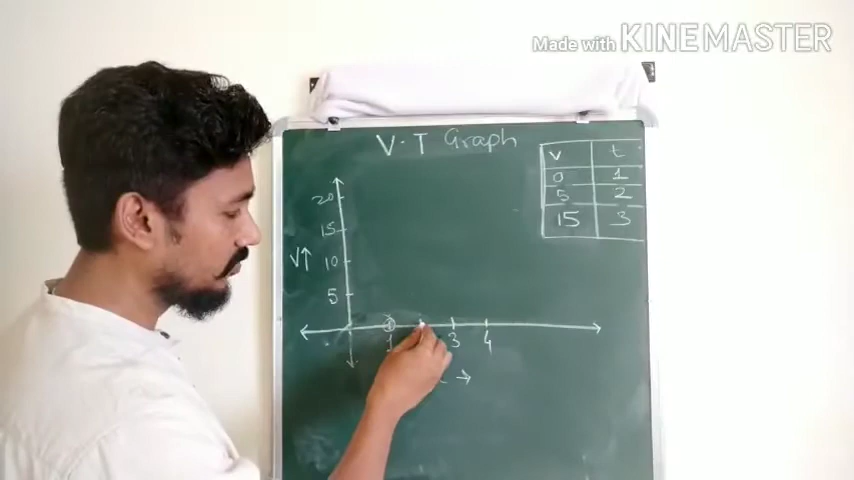 Made with KINEMASTER
V.T Graph
v t
0 1
5 2
15 3
20
15
V↑ 10
5
1 3 4
→